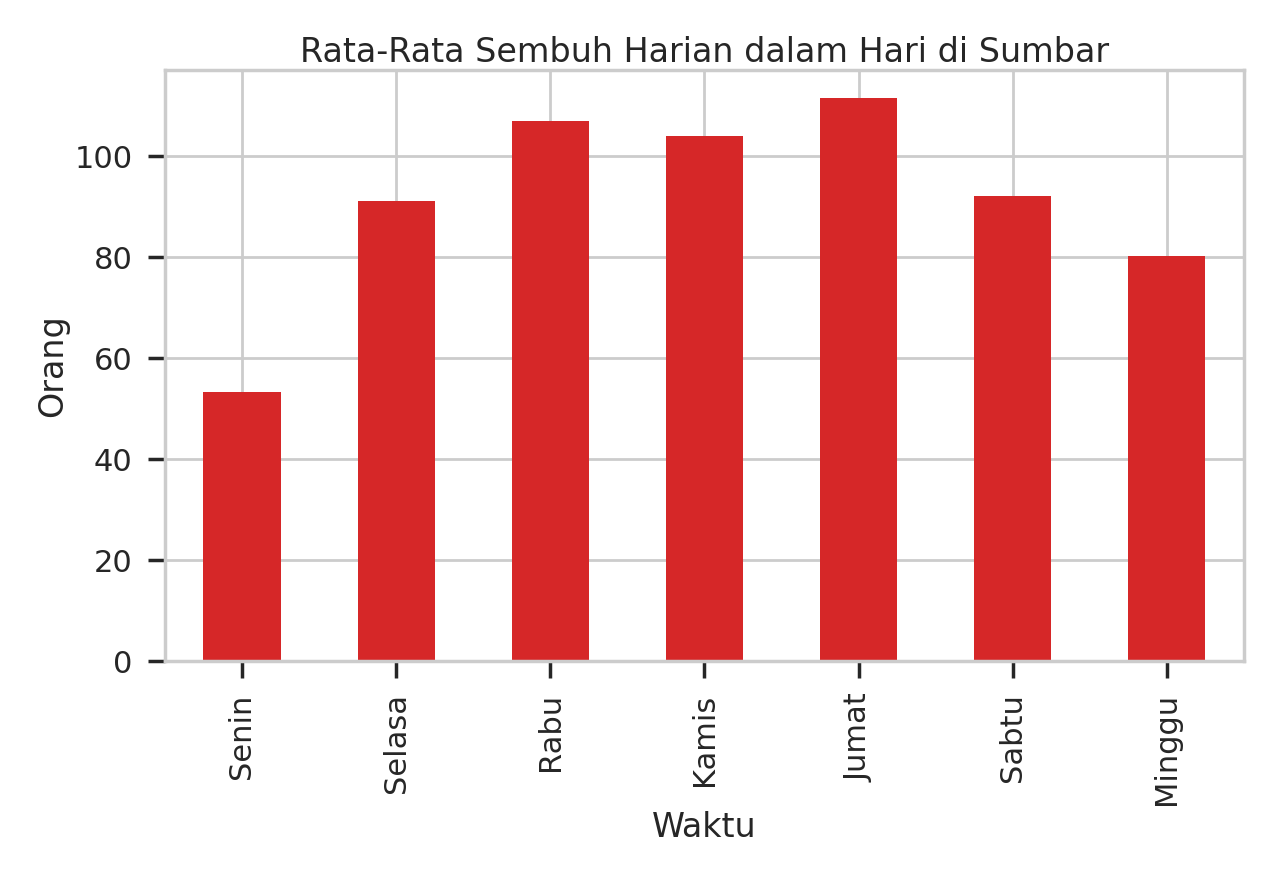 Rata-Rata Sembuh Harian dalam Hari di Sumbar
Orang
100
80
60
40
20
0
Senin
Selasa
Rabu
Kamis
Jumat
Sabtu
Minggu
Waktu